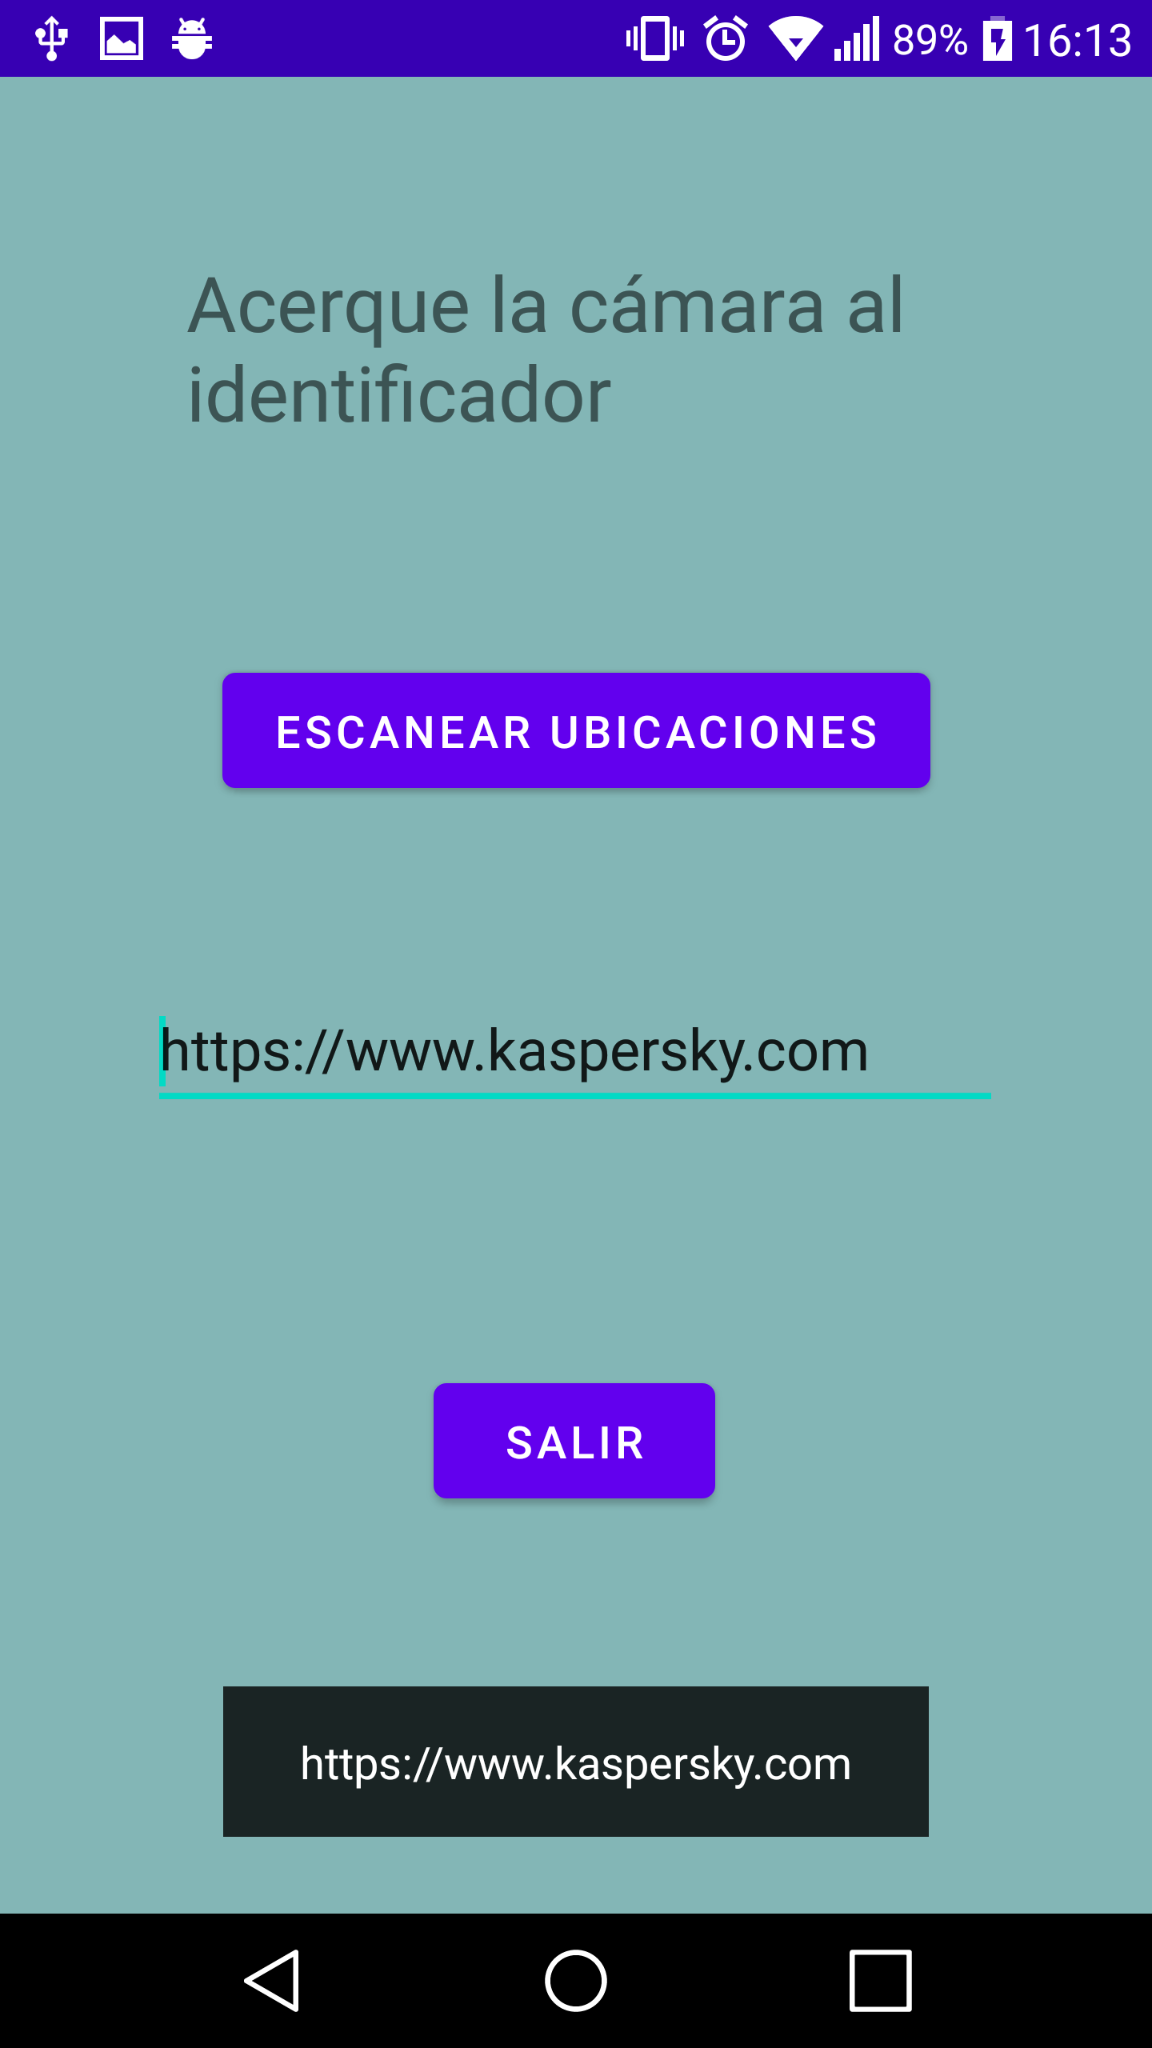 89% 16:13
Acerque la cámara al
identificador
ESCANEAR UBICACIONES
https://www.kaspersky.com
SALIR
https://www.kaspersky.com